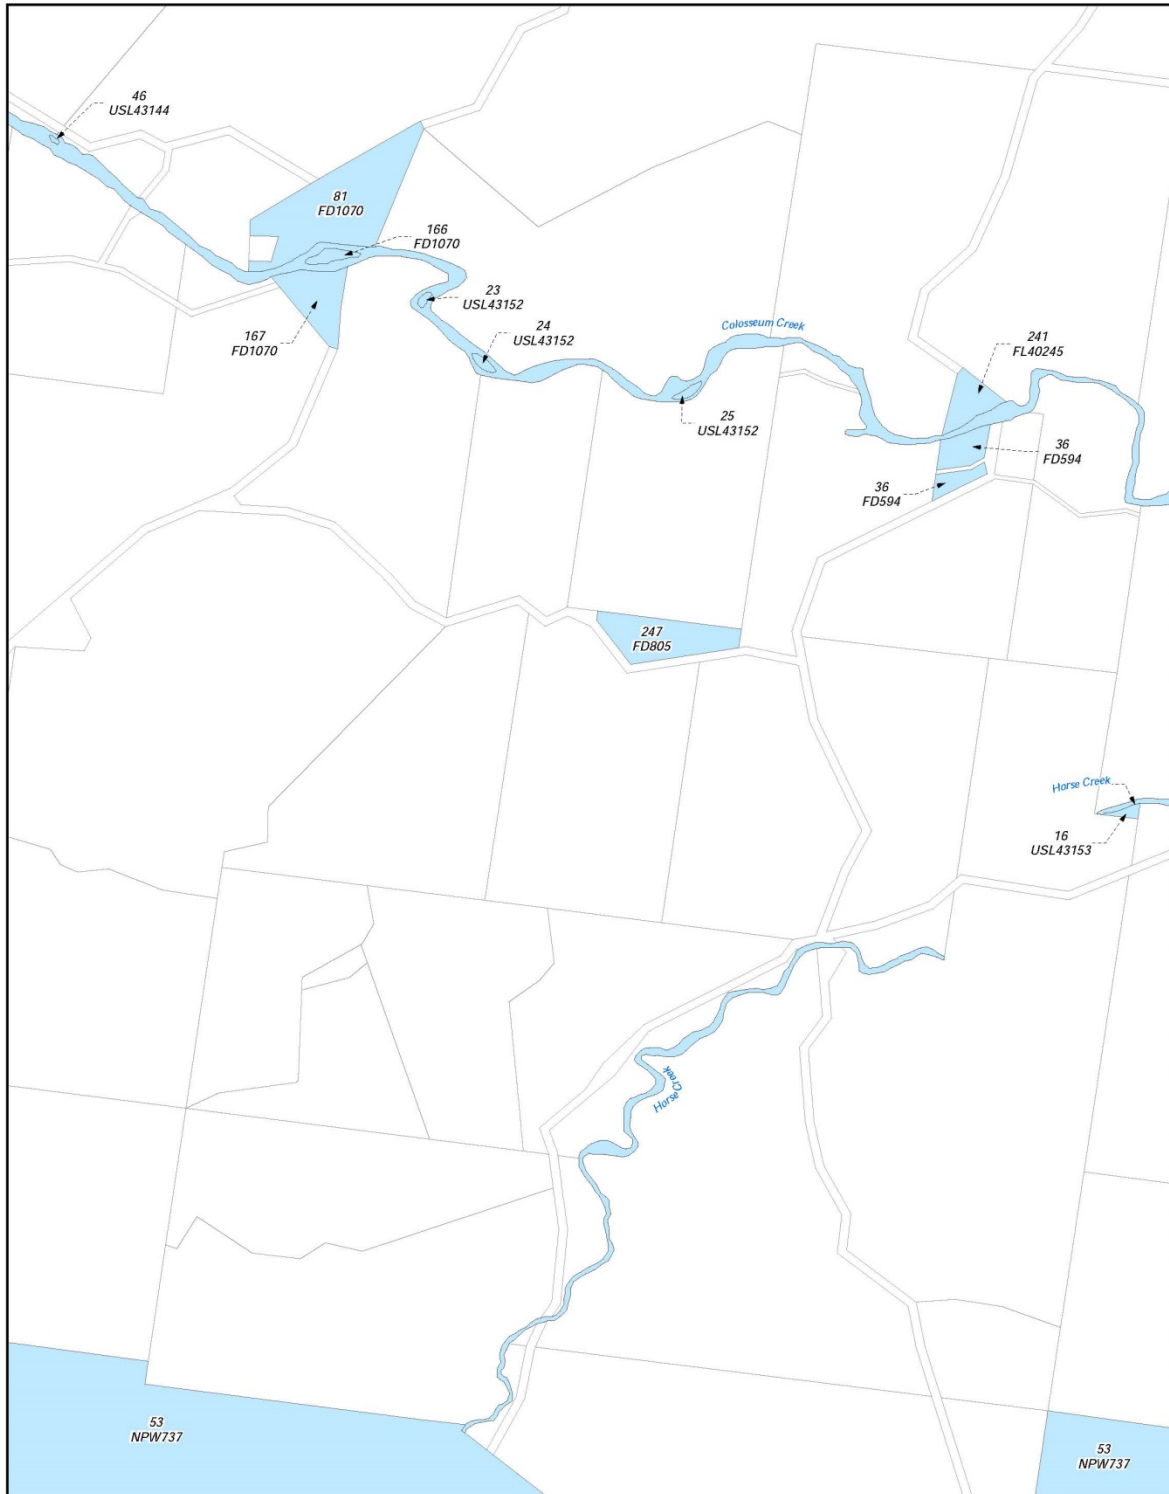 46
USL43144
81
FD1070
166
FD1070
23
USL43152
24
USL43152
167
FD1070
Colosseum Creek
241
FL40245
25
USL43152
36
FD594
36
FD594
247
FD805
Horse Creek
16
USL43153
Horse Creek
53
NPW737
53
NPW737